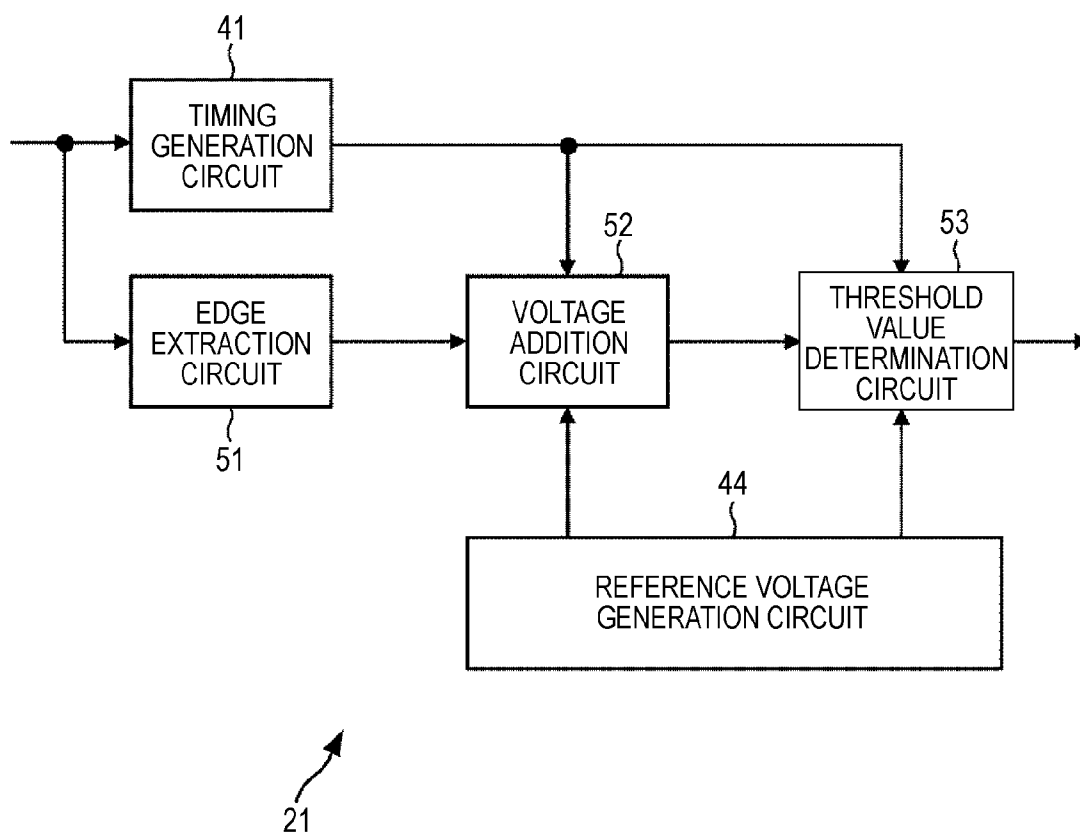 41
TIMING
GENERATION
CIRCUIT
52
53
EDGE
EXTRACTION
CIRCUIT
VOLTAGE
ADDITION
CIRCUIT
THRESHOLD
VALUE
DETERMINATION
CIRCUIT
51
44
REFERENCE VOLTAGE
GENERATION CIRCUIT
21